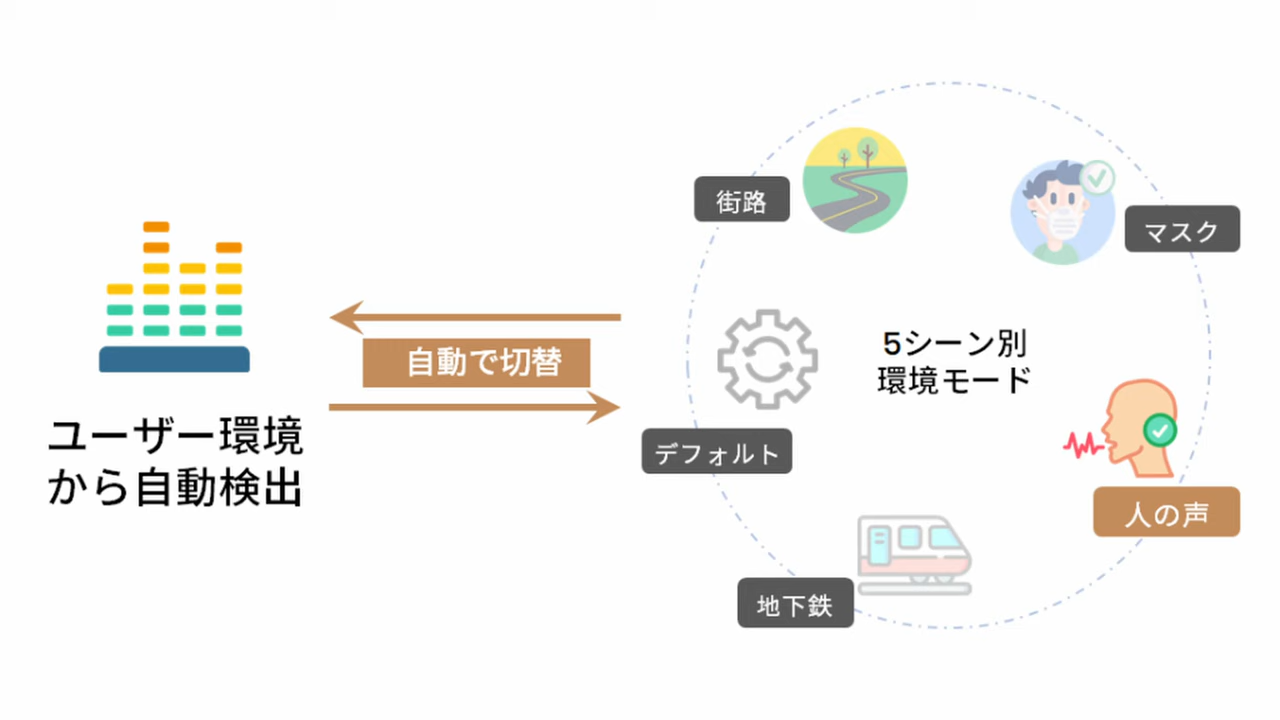 ユーザー環境
から自動検出
自動で切替
街路
マスク
5シーン別
環境モード
デフォルト
人の声
地下鉄